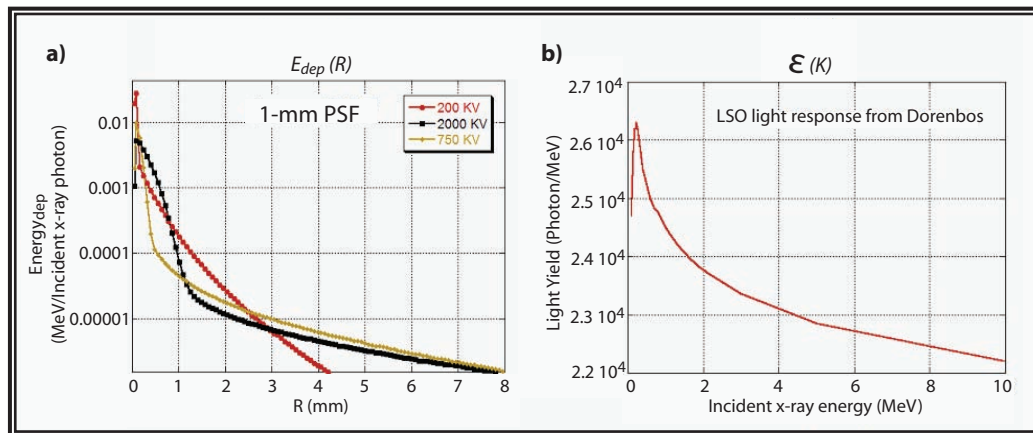 a)
E_dep (R)
1-mm PSF
200 KV
2000 KV
750 KV
Energydep
(MeV/Incident x-ray photon)
0.01
0.001
0.0001
0.00001
0 1 2 3 4 5 6 7 8
R (mm)
b)
ε (K)
LSO light response from Dorenbos
Light Yield (Photon/MeV)
2.7 10⁴
2.6 10⁴
2.5 10⁴
2.4 10⁴
2.3 10⁴
2.2 10⁴
0 2 4 6 8 10
Incident x-ray energy (MeV)